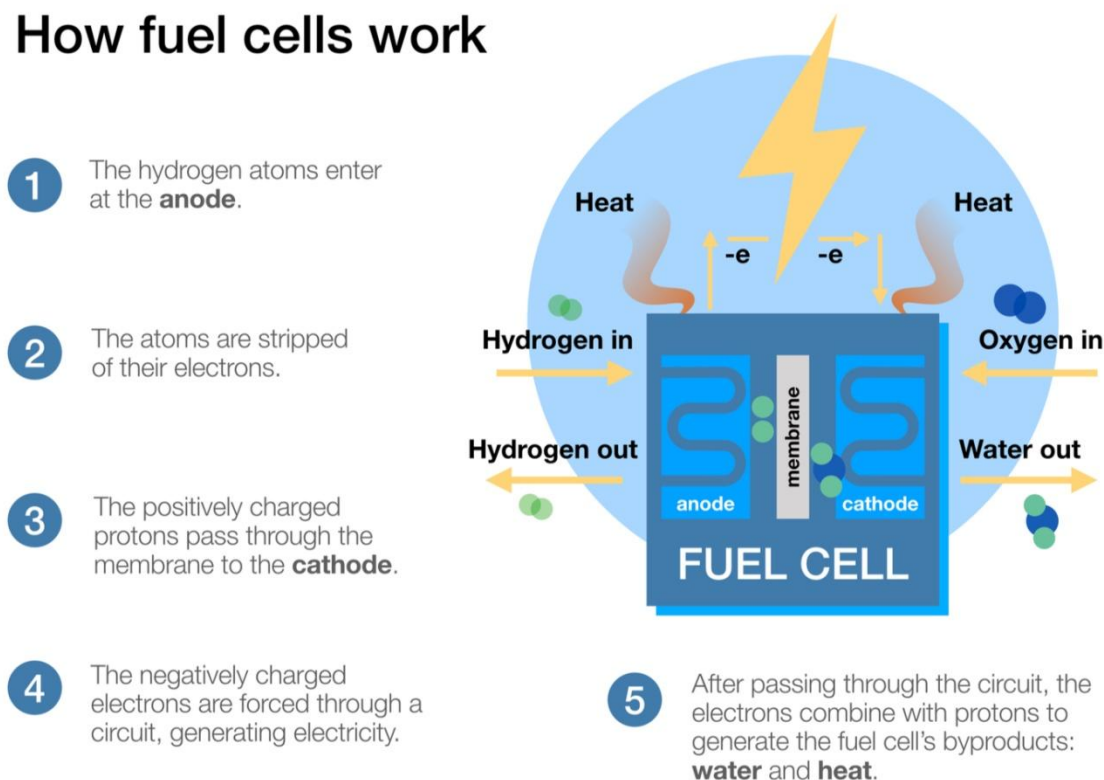 How fuel cells work
1
The hydrogen atoms enter
at the anode.
2
The atoms are stripped
of their electrons.
3
The positively charged
protons pass through the
membrane to the cathode.
4
The negatively charged
electrons are forced through a
circuit, generating electricity.
Heat
Heat
-e
-e
Hydrogen in
Oxygen in
Hydrogen out
Water out
membrane
anode
cathode
FUEL CELL
5
After passing through the circuit, the
electrons combine with protons to
generate the fuel cell’s byproducts:
water and heat.